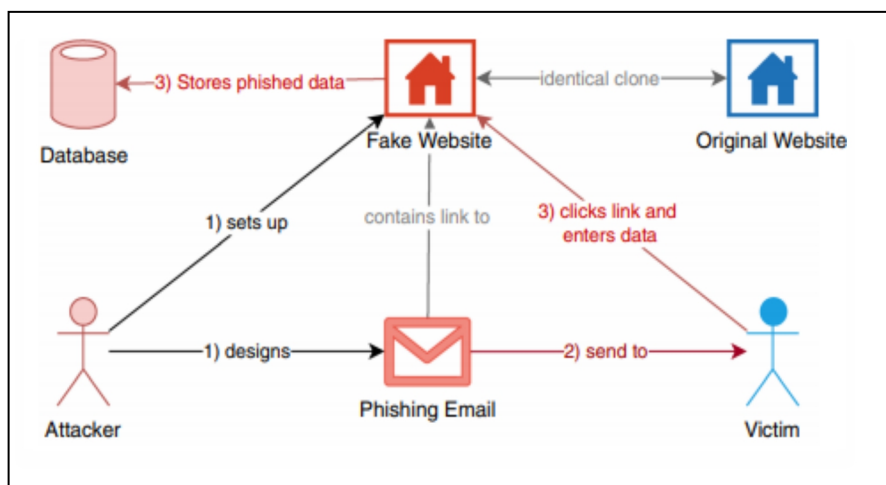 3) Stores phished data
identical clone
Database
Fake Website
Original Website
1) sets up
contains link to
3) clicks link and
enters data
1) designs
2) send to
Attacker
Phishing Email
Victim